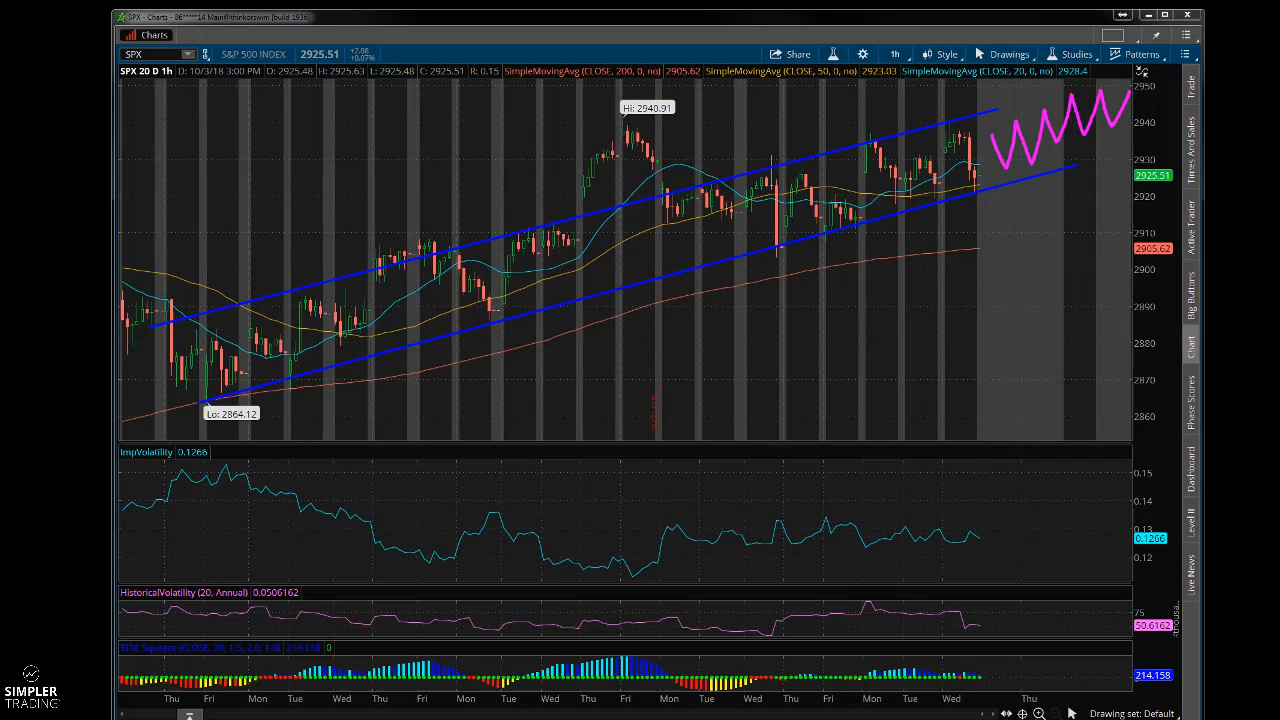 SPX - Charts - 86*****14 Main@thinkorswim [build 1936]
Charts
SPX S&P 500 INDEX 2925.51 +2.08 +0.07% Share 1h Style Drawings Studies Patterns
SPX 20 D 1h D: 10/3/18 3:00 PM O: 2925.48 H: 2925.63 L: 2925.48 C: 2925.51 R: 0.15 SimpleMovingAvg (CLOSE, 200, 0, no) 2905.62 SimpleMovingAvg (CLOSE, 50, 0, no) 2923.03 SimpleMovingAvg (CLOSE, 20, 0, no) 2928.4
2950
Hi: 2940.91
2940
2930
2925.51
2920
2910
2905.62
2900
2890
2880
2870
Lo: 2864.12
2860
ImpVolatility 0.1266
0.15
0.14
0.13
0.1266
0.12
HistoricalVolatility (20, Annual) 0.0506162
75
50.6162
TTM_Squeeze (CLOSE, 20, 1.5, 2.0, 1.0) 214.158 0
214.158
Thu Fri Mon Tue Wed Thu Fri Mon Tue Wed Thu Fri Mon Tue Wed Thu Fri Mon Tue Wed Thu
Drawing set: Default
Trade
Times And Sales
Active Trader
Big Buttons
Chart
Phase Scores
Dashboard
Level II
Live News
SIMPLER
TRADING